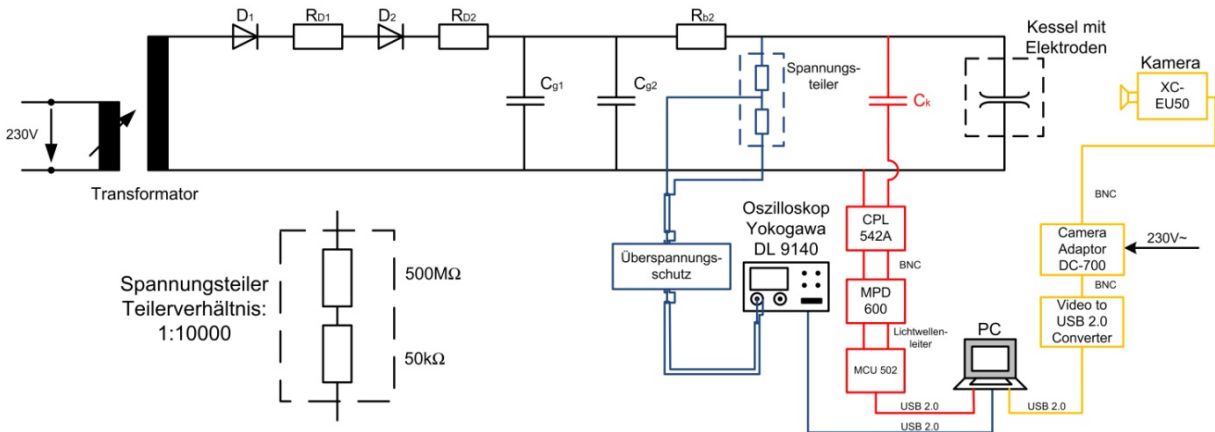 D1
RD1
D2
RD2
Rb2
Cg1
Cg2
Spannungs-
teiler
Ck
Kessel mit
Elektroden
Kamera
XC-
EU50
230V
Transformator
BNC
Spannungsteiler
Teilerverhältnis:
1:10000
500MΩ
50kΩ
Überspannungs-
schutz
Oszilloskop
Yokogawa
DL 9140
CPL
542A
BNC
MPD
600
Lichtwellen-
leiter
MCU 502
USB 2.0
USB 2.0
PC
USB 2.0
Camera
Adaptor
DC-700
230V~
BNC
Video to
USB 2.0
Converter